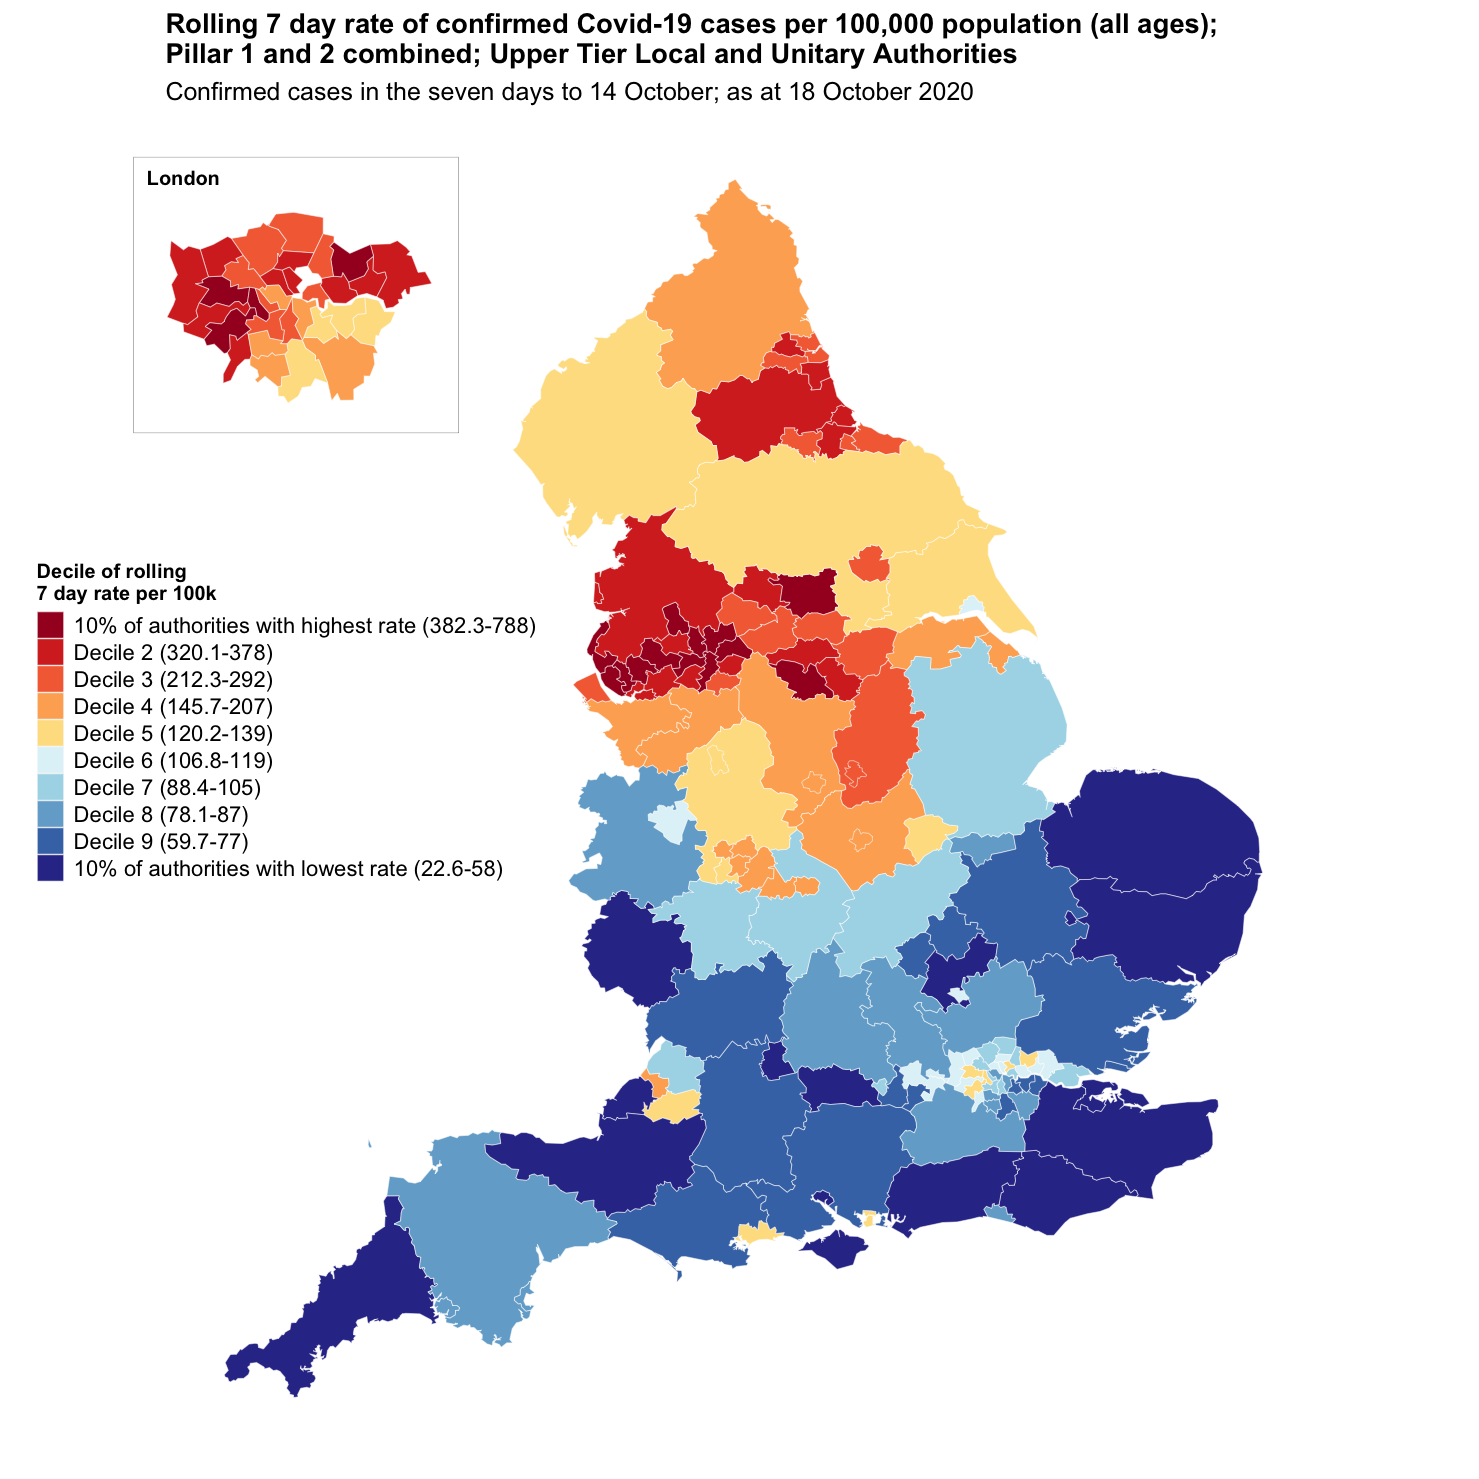 Rolling 7 day rate of confirmed Covid-19 cases per 100,000 population (all ages);
Pillar 1 and 2 combined; Upper Tier Local and Unitary Authorities
Confirmed cases in the seven days to 14 October; as at 18 October 2020
London
Decile of rolling
7 day rate per 100k
10% of authorities with highest rate (382.3-788)
Decile 2 (320.1-378)
Decile 3 (212.3-292)
Decile 4 (145.7-207)
Decile 5 (120.2-139)
Decile 6 (106.8-119)
Decile 7 (88.4-105)
Decile 8 (78.1-87)
Decile 9 (59.7-77)
10% of authorities with lowest rate (22.6-58)